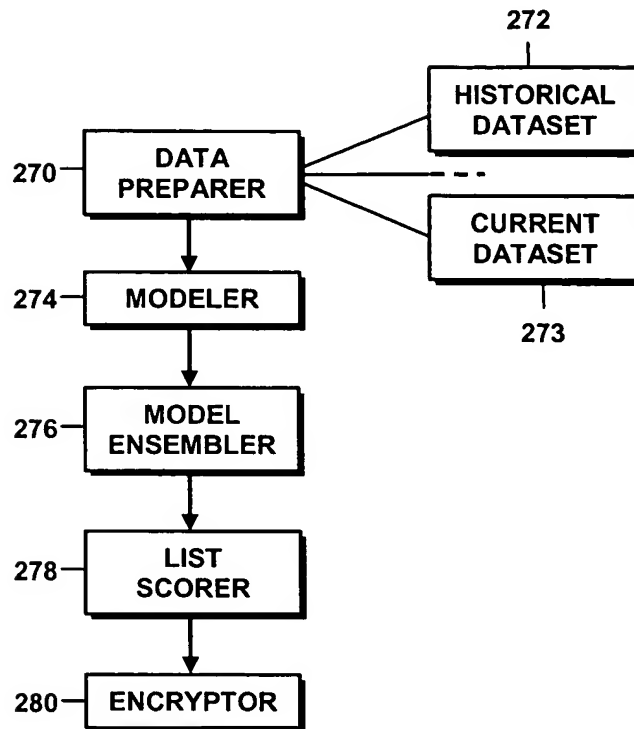 272
HISTORICAL
DATASET
270
DATA
PREPARER
CURRENT
DATASET
273
274
MODELER
276
MODEL
ENSEMBLER
278
LIST
SCORER
280
ENCRYPTOR